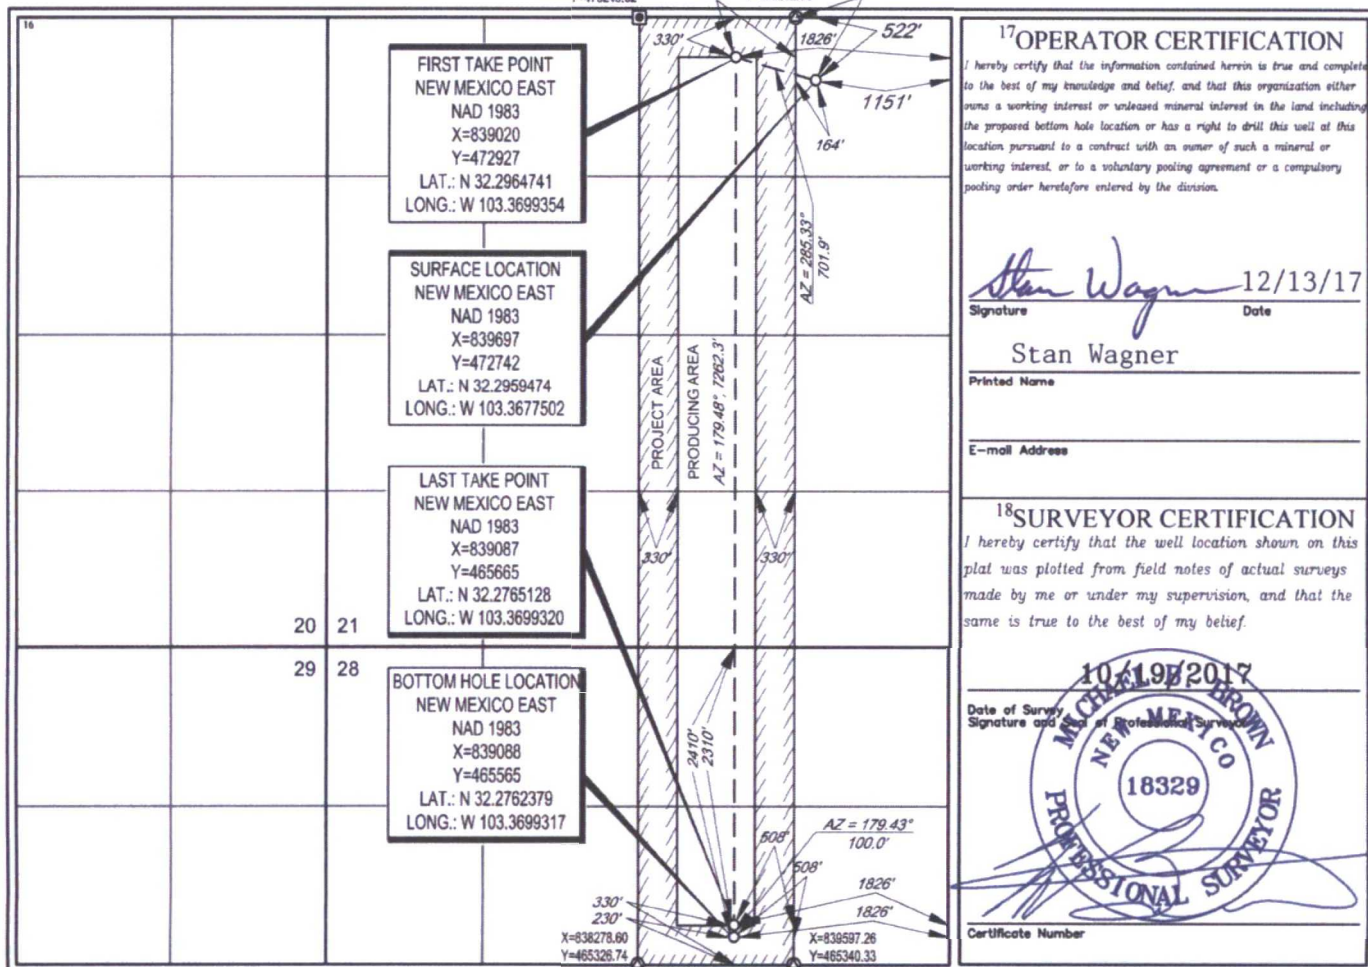 16
330'
1826'
522'
1151'
164'
FIRST TAKE POINT
NEW MEXICO EAST
NAD 1983
X=839020
Y=472927
LAT.: N 32.2964741
LONG.: W 103.3699354
SURFACE LOCATION
NEW MEXICO EAST
NAD 1983
X=839697
Y=472742
LAT.: N 32.2959474
LONG.: W 103.3677502
AZ = 285.33°
701.9'
PROJECT AREA
PRODUCING AREA
AZ = 179.48°, 7262.3'
330'
330'
LAST TAKE POINT
NEW MEXICO EAST
NAD 1983
X=839087
Y=465665
LAT.: N 32.2765128
LONG.: W 103.3699320
20 21
29 28
BOTTOM HOLE LOCATION
NEW MEXICO EAST
NAD 1983
X=839088
Y=465565
LAT.: N 32.2762379
LONG.: W 103.3699317
2410'
2310'
AZ = 179.43°
100.0'
508'
508'
1826'
1826'
330'
230'
X=838278.60
Y=465326.74
X=839597.26
Y=465340.33
17 OPERATOR CERTIFICATION
I hereby certify that the information contained herein is true and complete
to the best of my knowledge and belief, and that this organization either
owns a working interest or unleased mineral interest in the land including
the proposed bottom hole location or has a right to drill this well at this
location pursuant to a contract with an owner of such a mineral or
working interest, or to a voluntary pooling agreement or a compulsory
pooling order heretofore entered by the division.
Stan Wagner 12/13/17
Signature Date
Stan Wagner
Printed Name
E-mail Address
18 SURVEYOR CERTIFICATION
I hereby certify that the well location shown on this
plat was plotted from field notes of actual surveys
made by me or under my supervision, and that the
same is true to the best of my belief.
10/19/2017
Date of Survey
Signature and Seal of Professional Surveyor
MICHAEL B BROWN
NEW MEXICO
18329
PROFESSIONAL SURVEYOR
Certificate Number